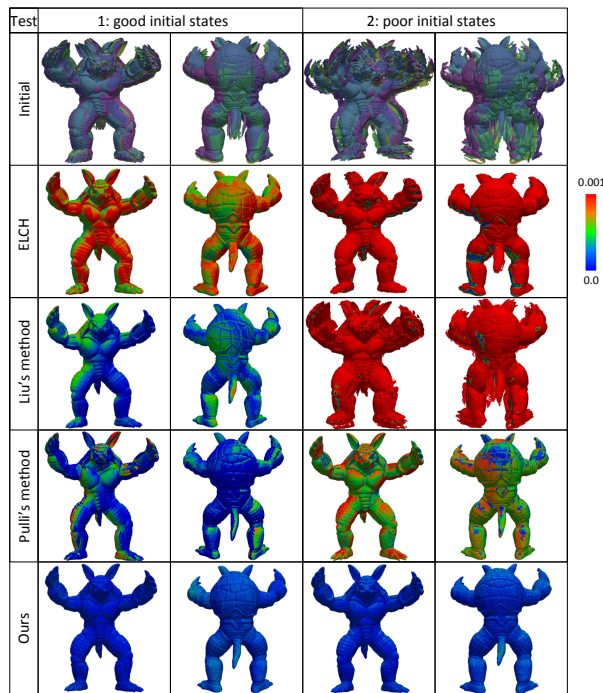 Test
1: good initial states
2: poor initial states
Initial
ELCH
0.001
0.0
Liu's method
Pulli's method
Ours